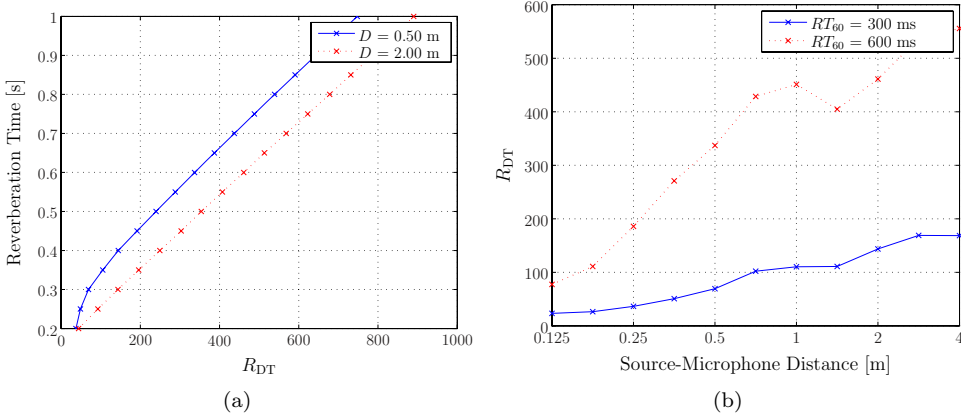 1
0.9
0.8
0.7
0.6
0.5
0.4
0.3
0.2
Reverberation Time [s]
D = 0.50 m
D = 2.00 m
0
200
400
600
800
1000
R_DT
(a)
600
500
400
300
200
100
0
R_DT
RT_60 = 300 ms
RT_60 = 600 ms
0.125
0.25
0.5
1
2
4
Source-Microphone Distance [m]
(b)